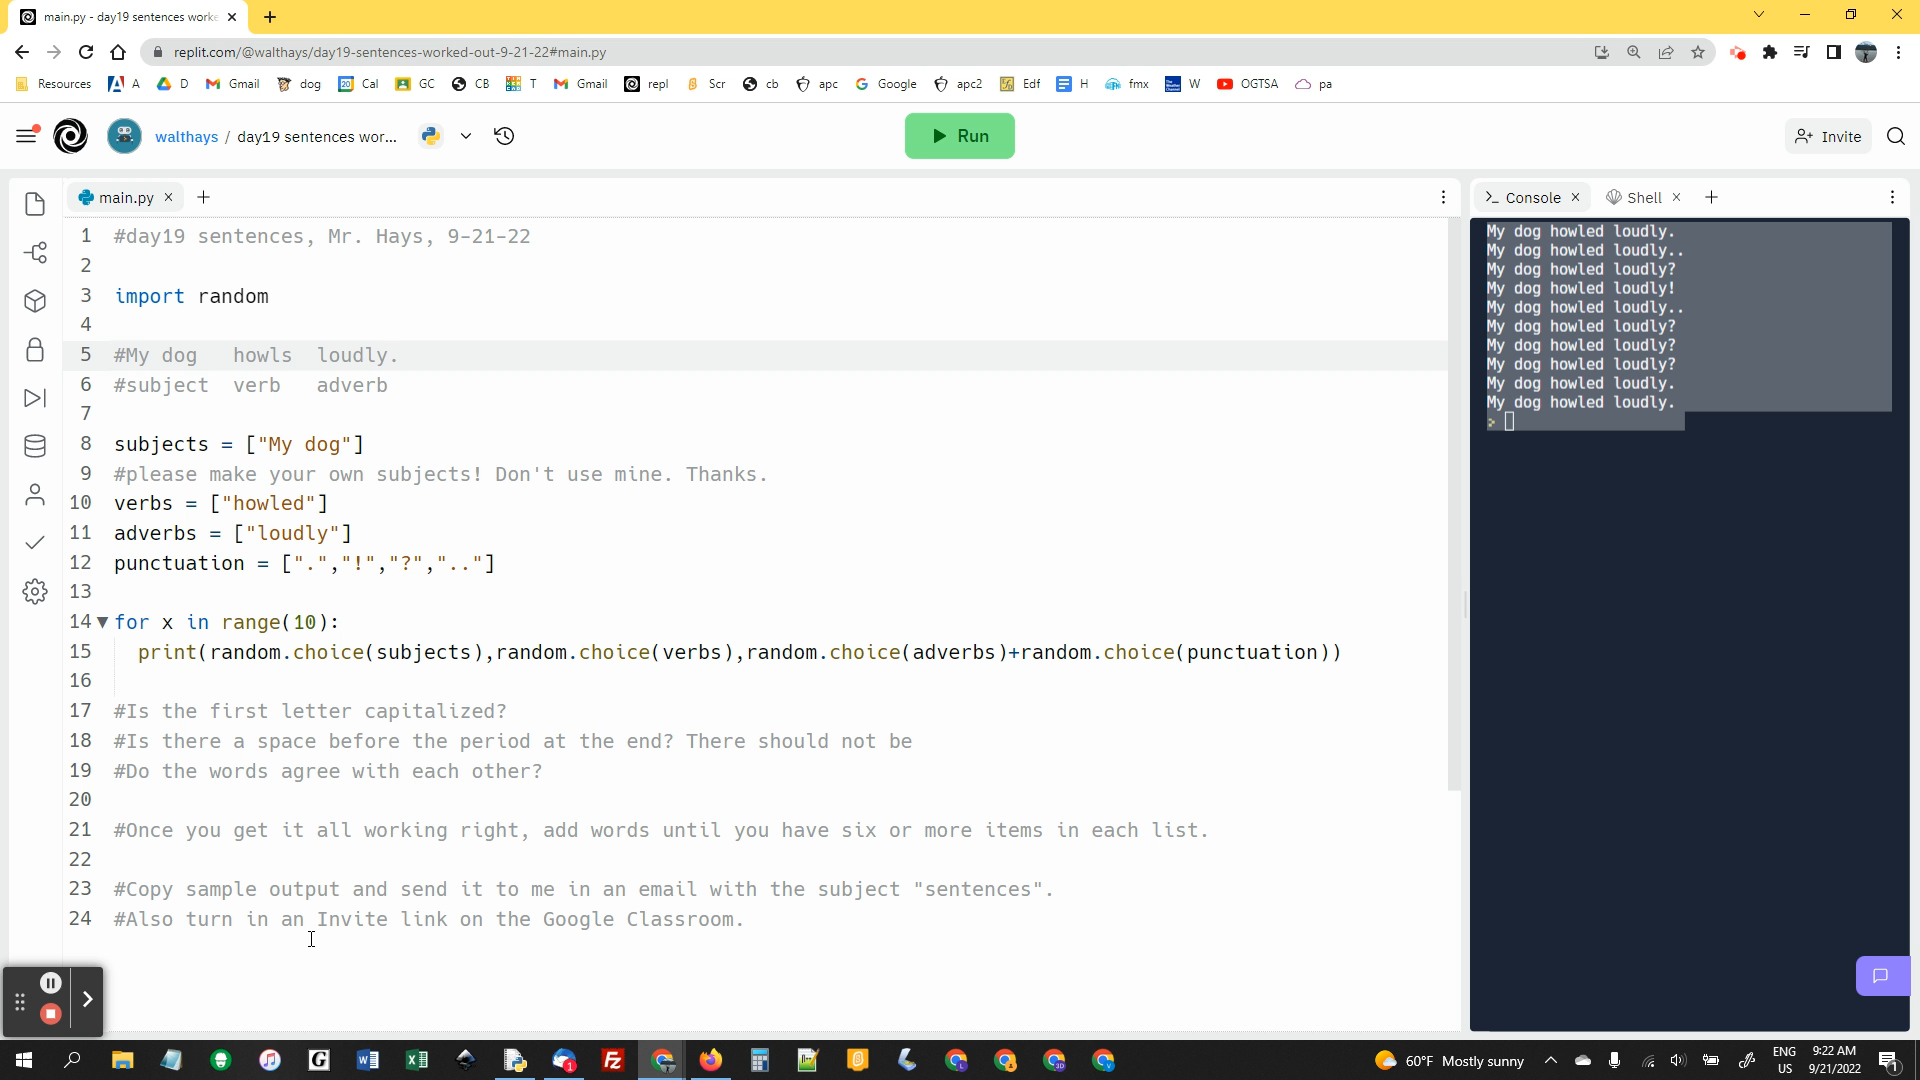 main.py - day19 sentences worke
replit.com/@walthays/day19-sentences-worked-out-9-21-22#main.py
Resources A D Gmail dog Cal GC CB T Gmail repl Scr cb apc Google apc2 Edf H fmx W OGTSA pa
walthays / day19 sentences wor...
Run
Invite
main.py
1 #day19 sentences, Mr. Hays, 9-21-22
2
3 import random
4
5 #My dog   howls  loudly.
6 #subject  verb   adverb
7
8 subjects = ["My dog"]
9 #please make your own subjects! Don't use mine. Thanks.
10 verbs = ["howled"]
11 adverbs = ["loudly"]
12 punctuation = [".","!","?",".."]
13
14 for x in range(10):
15   print(random.choice(subjects),random.choice(verbs),random.choice(adverbs)+random.choice(punctuation))
16
17 #Is the first letter capitalized?
18 #Is there a space before the period at the end? There should not be
19 #Do the words agree with each other?
20
21 #Once you get it all working right, add words until you have six or more items in each list.
22
23 #Copy sample output and send it to me in an email with the subject "sentences".
24 #Also turn in an Invite link on the Google Classroom.
Console Shell
My dog howled loudly.
My dog howled loudly..
My dog howled loudly?
My dog howled loudly!
My dog howled loudly..
My dog howled loudly?
My dog howled loudly?
My dog howled loudly?
My dog howled loudly.
My dog howled loudly.
60°F Mostly sunny
ENG
US
9:22 AM
9/21/2022